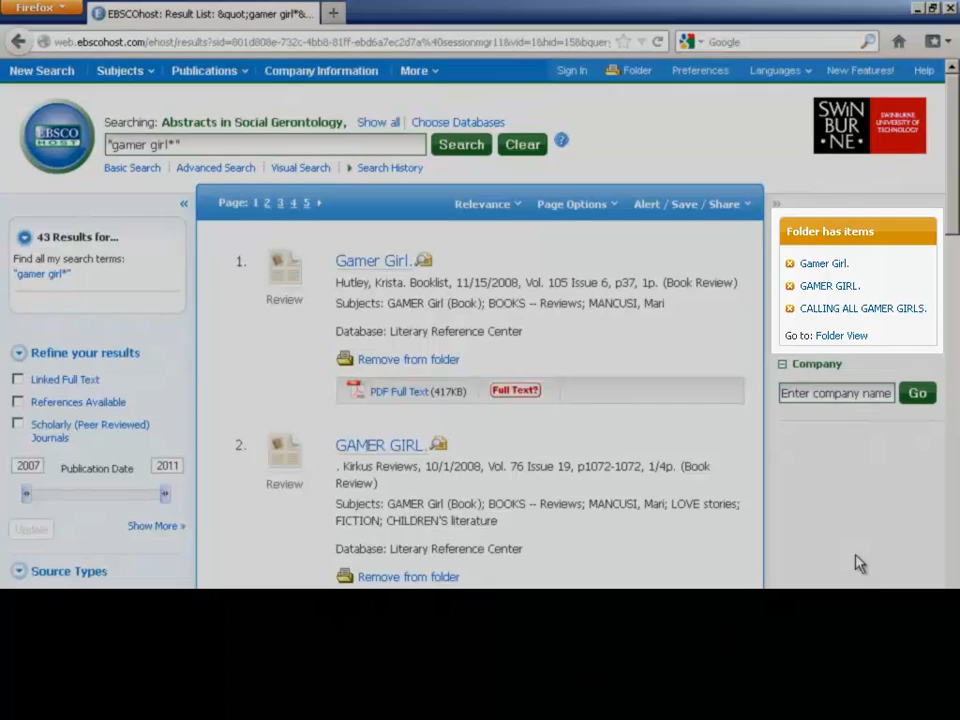 Firefox
EBSCOhost: Result List: &quot;gamer girl*&...
web.ebscohost.com/ehost/results?sid=801d808e-732c-4bb8-81ff-ebd6a7ec2d7a%40sessionmgr11&vid=1&hid=15&bquer
Google
New Search Subjects Publications Company Information More Sign In Folder Preferences Languages New Features! Help
EBSCO
HOST
Searching: Abstracts in Social Gerontology, Show all Choose Databases
"gamer girl*" Search Clear ?
Basic Search Advanced Search Visual Search Search History
SWIN
BUR
NE
SWINBURNE
UNIVERSITY OF
TECHNOLOGY
«
43 Results for...
Find all my search terms:
"gamer girl*"
Refine your results
Linked Full Text
References Available
Scholarly (Peer Reviewed)
Journals
2007 Publication Date 2011
Update
Show More »
Source Types
Page: 1 2 3 4 5 Relevance Page Options Alert / Save / Share
1. Gamer Girl.
Review
Hutley, Krista. Booklist, 11/15/2008, Vol. 105 Issue 6, p37, 1p. (Book Review)
Subjects: GAMER Girl (Book); BOOKS -- Reviews; MANCUSI, Mari
Database: Literary Reference Center
Remove from folder
PDF Full Text (417KB) Full Text?
2. GAMER GIRL.
Review
. Kirkus Reviews, 10/1/2008, Vol. 76 Issue 19, p1072-1072, 1/4p. (Book
Review)
Subjects: GAMER Girl (Book); BOOKS -- Reviews; MANCUSI, Mari; LOVE stories;
FICTION; CHILDREN'S literature
Database: Literary Reference Center
Remove from folder
»
Folder has items
Gamer Girl.
GAMER GIRL.
CALLING ALL GAMER GIRLS.
Go to: Folder View
Company
Enter company name Go